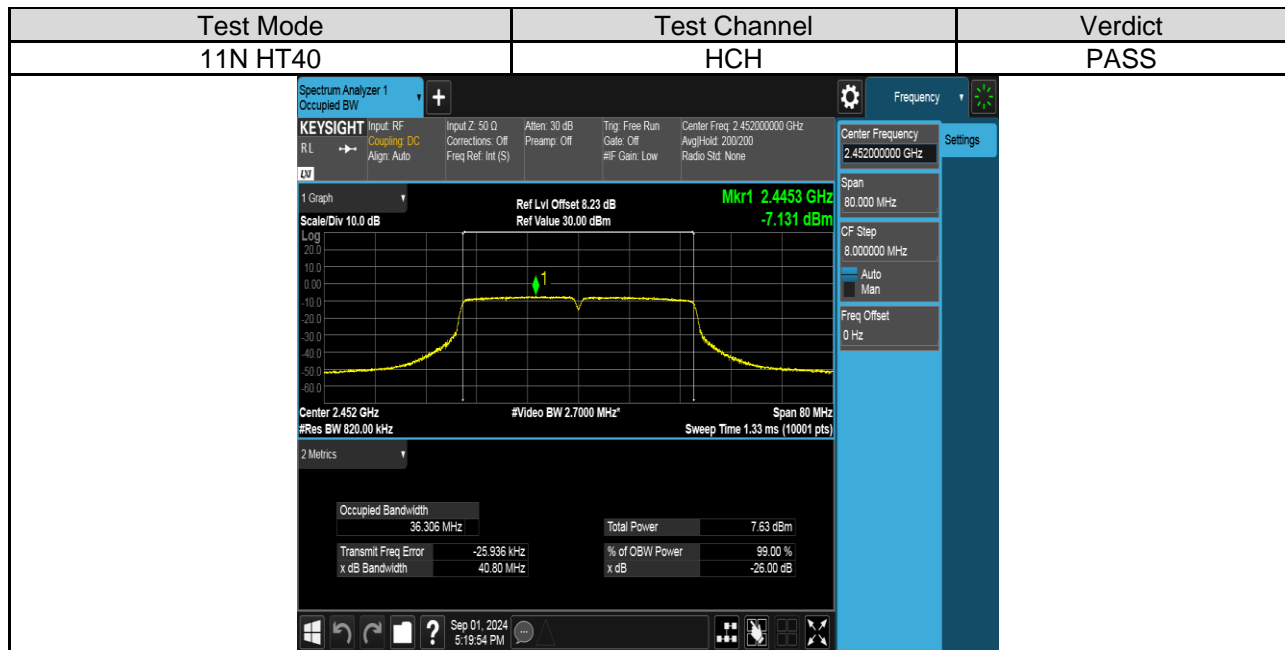 Test Mode Test Channel Verdict
11N HT40 HCH PASS
Spectrum Analyzer 1
Occupied BW
Frequency
KEYSIGHT Input: RF Input Z: 50 Ω Atten: 30 dB Trig: Free Run Center Freq: 2.452000000 GHz
RL Coupling: DC Corrections: Off Preamp: Off Gate: Off Avg|Hold: 200/200
Align: Auto Freq Ref: Int (S) #IF Gain: Low Radio Std: None
LXI
Center Frequency
2.452000000 GHz
Settings
Span
80.000 MHz
CF Step
8.000000 MHz
Auto
Man
Freq Offset
0 Hz
1 Graph Ref Lvl Offset 8.23 dB Mkr1 2.4453 GHz
Scale/Div 10.0 dB Ref Value 30.00 dBm -7.131 dBm
Log
20.0
10.0
0.00
1
-10.0
-20.0
-30.0
-40.0
-50.0
-60.0
Center 2.452 GHz #Video BW 2.7000 MHz* Span 80 MHz
#Res BW 820.00 kHz Sweep Time 1.33 ms (10001 pts)
2 Metrics
Occupied Bandwidth
36.306 MHz Total Power 7.63 dBm
Transmit Freq Error -25.936 kHz % of OBW Power 99.00 %
x dB Bandwidth 40.80 MHz x dB -26.00 dB
Sep 01, 2024
5:19:54 PM